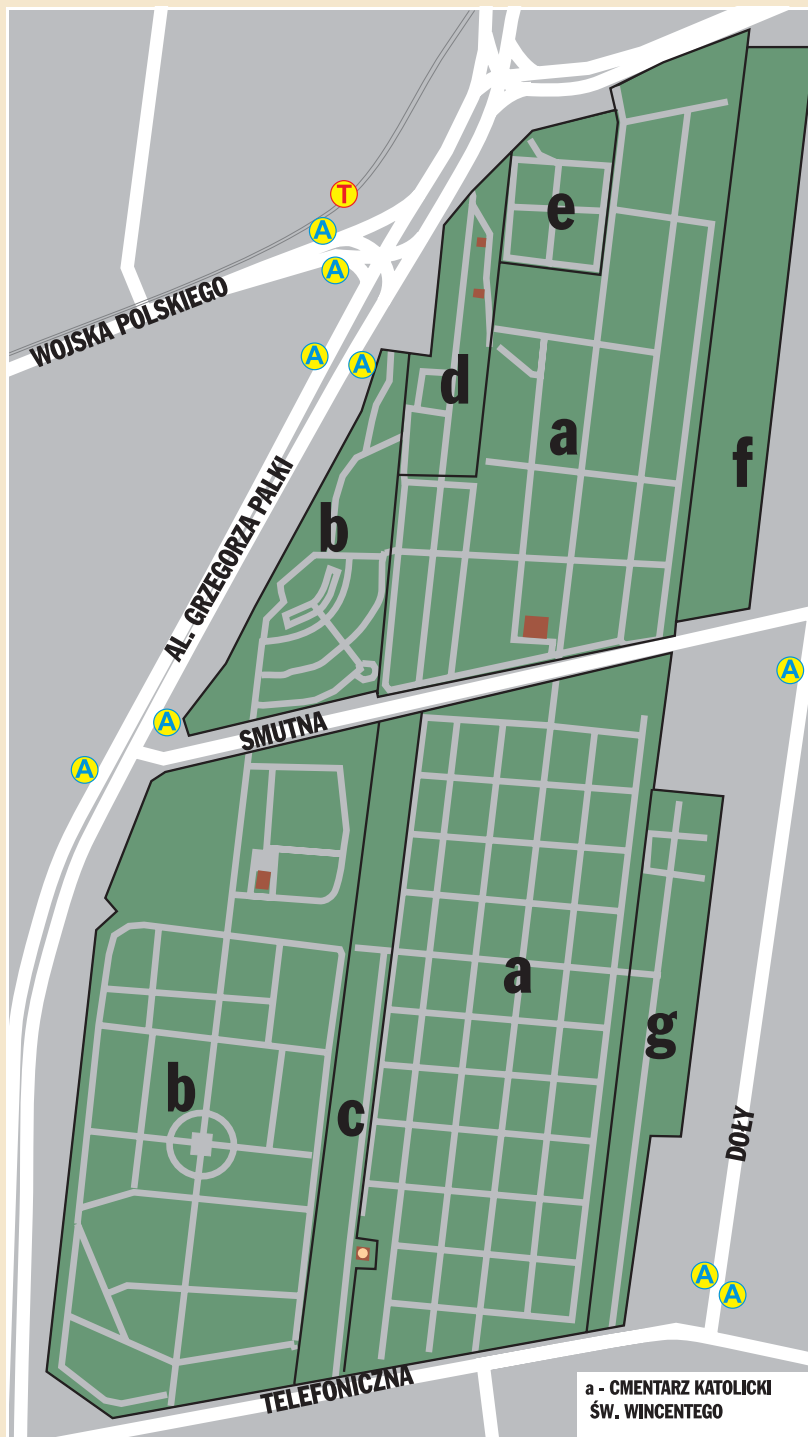 T
A
A
WOJSKA POLSKIEGO
A
A
e
d
a
f
AL. GRZEGORZA PALKI
b
A
A
SMUTNA
A
a
g
b
c
DOŁY
A
A
TELEFONICZNA
a - CMENTARZ KATOLICKI
ŚW. WINCENTEGO